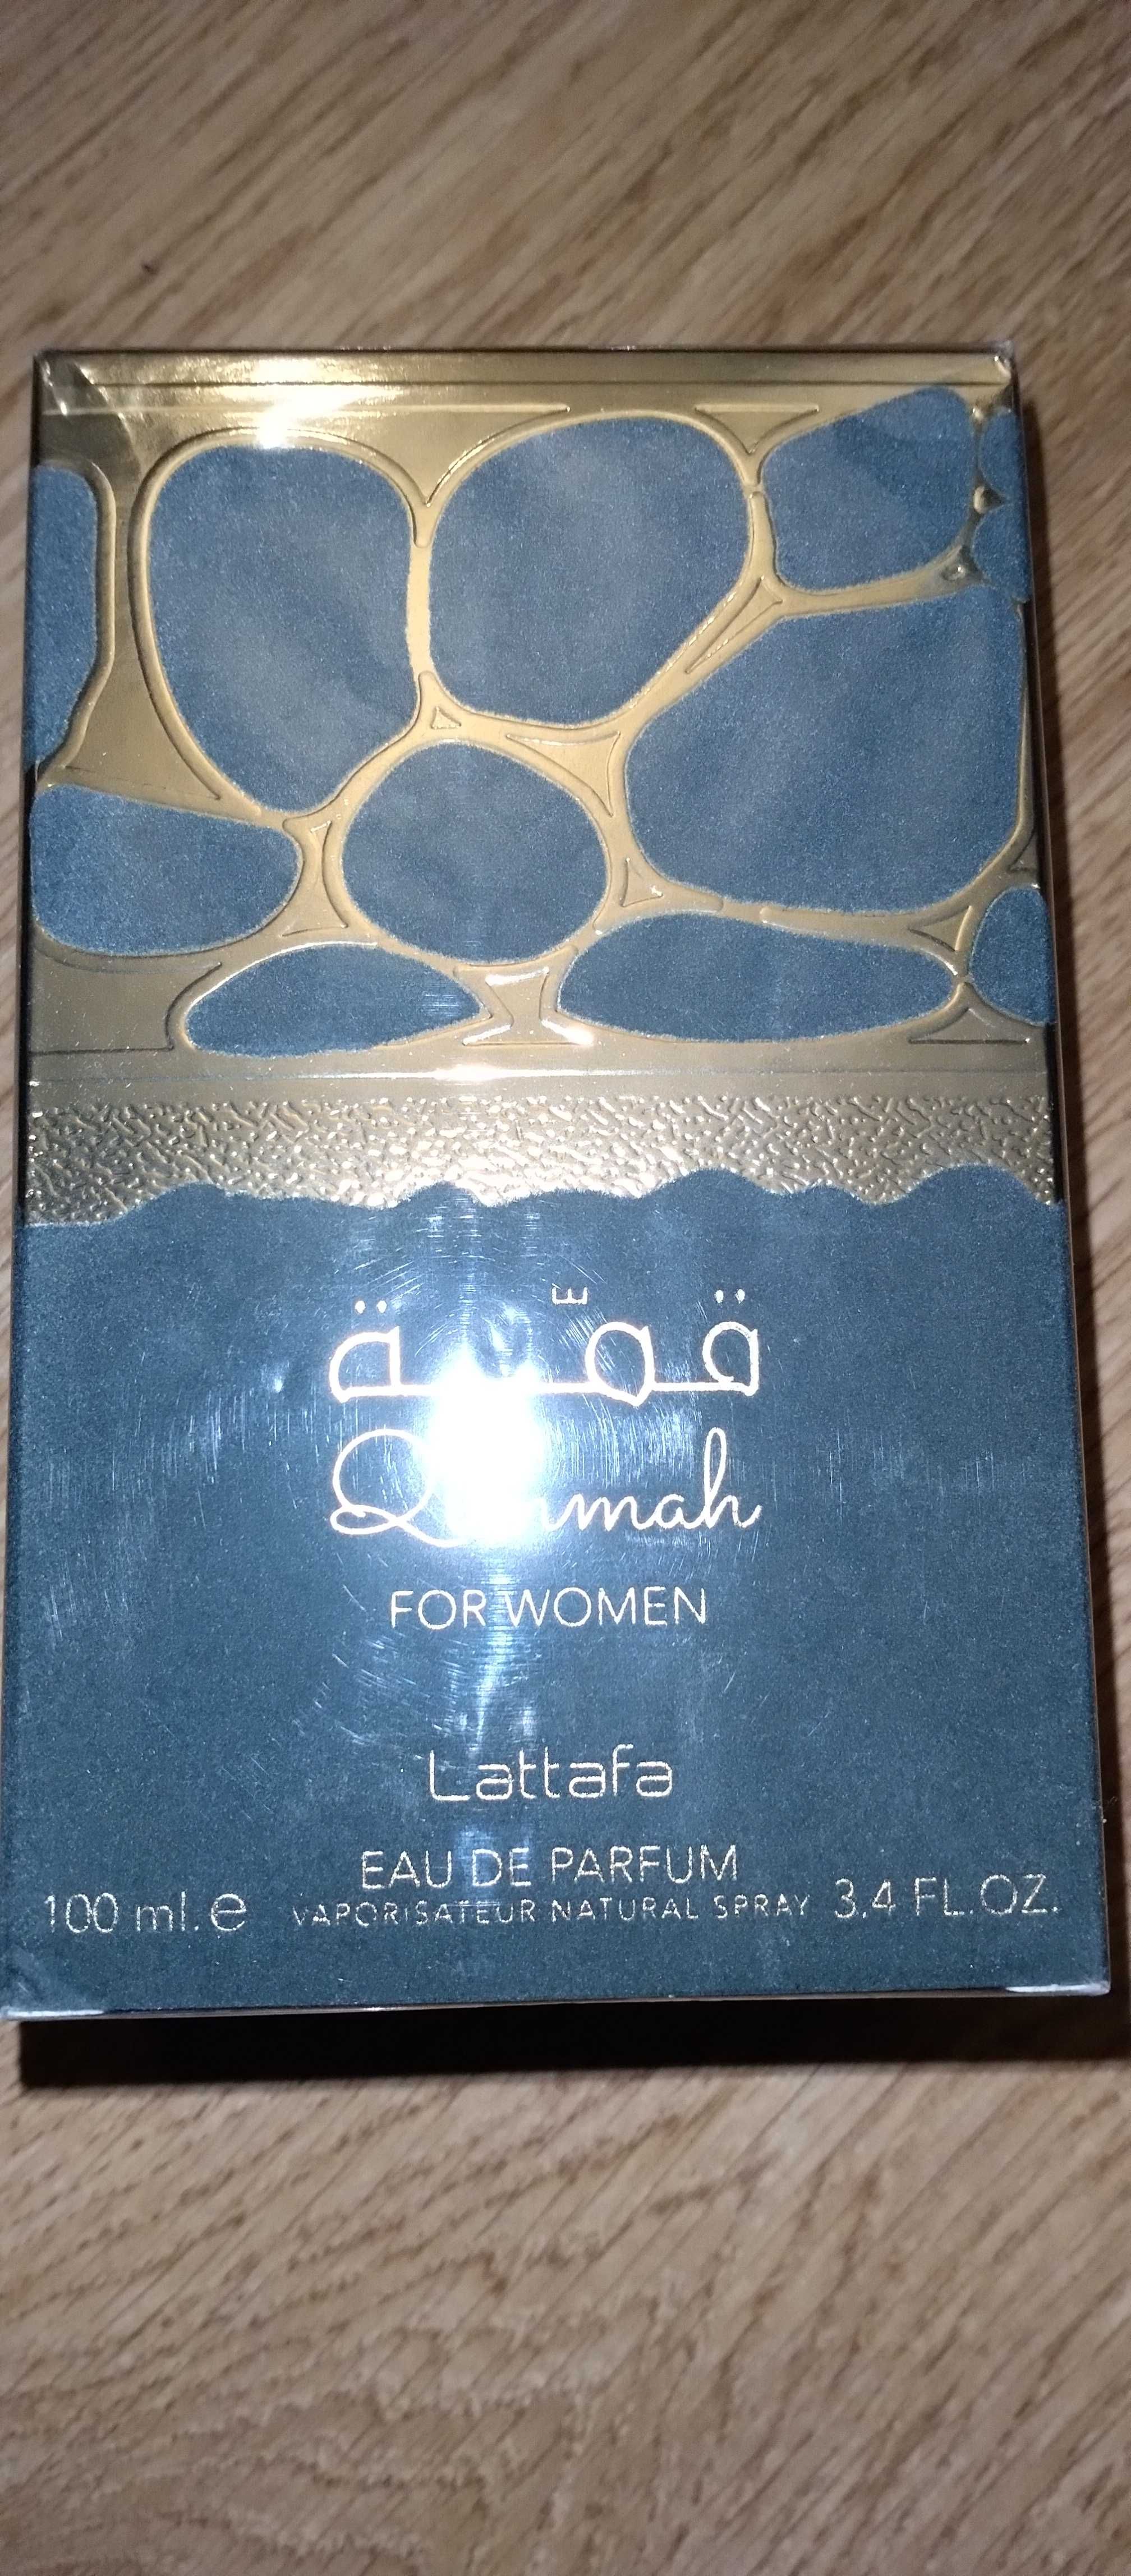 قمّة
FOR WOMEN
Lattafa
EAU DE PARFUM
100 ml. e VAPORISATEUR NATURAL SPRAY 3.4 FL.OZ.